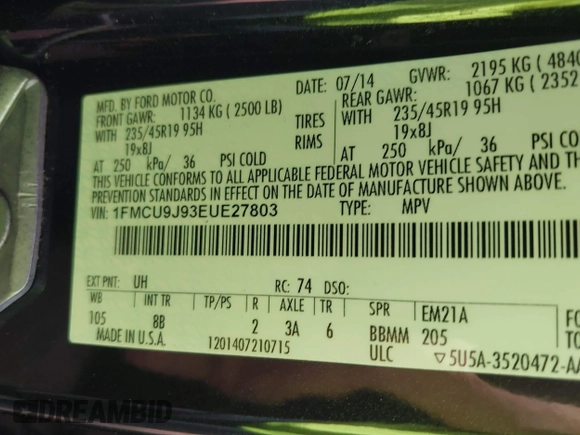 MFD. BY FORD MOTOR CO.
DATE: 07/14 GVWR: 2195 KG ( 4840
FRONT GAWR: 1134 KG ( 2500 LB) REAR GAWR: 1067 KG ( 2352
WITH TIRES WITH
235/45R19 95H RIMS 235/45R19 95H
19x8J 19x8J
AT 250 kPa/ 36 PSI COLD AT 250 kPa/ 36 PSI COLD
THIS VEHICLE CONFORMS TO ALL APPLICABLE FEDERAL MOTOR VEHICLE SAFETY AND THEFT
PREVENTION STANDARDS IN EFFECT ON THE DATE OF MANUFACTURE SHOWN ABOVE.
VIN: 1FMCU9J93EUE27803 TYPE: MPV
EXT PNT: UH RC: 74 DSO:
WB INT TR TP/PS R AXLE TR SPR EM21A
105 8B 2 3A 6 BBMM 205
MADE IN U.S.A. 1201407210715 ULC ▽5U5A-3520472-AA
DREAMBID